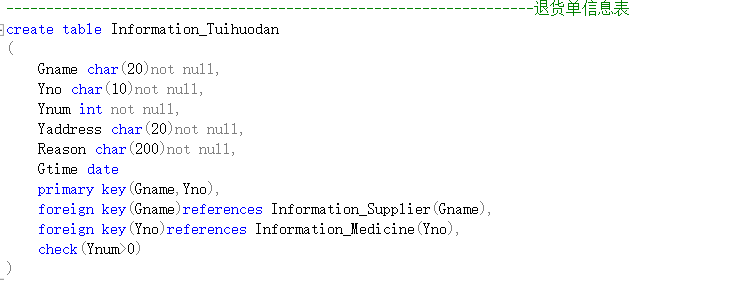 ------------------------------------------------------------------退货单信息表
create table Information_Tuihuodan
(
Gname char(20)not null,
Yno char(10)not null,
Ynum int not null,
Yaddress char(20)not null,
Reason char(200)not null,
Gtime date
primary key(Gname,Yno),
foreign key(Gname)references Information_Supplier(Gname),
foreign key(Yno)references Information_Medicine(Yno),
check(Ynum>0)
)